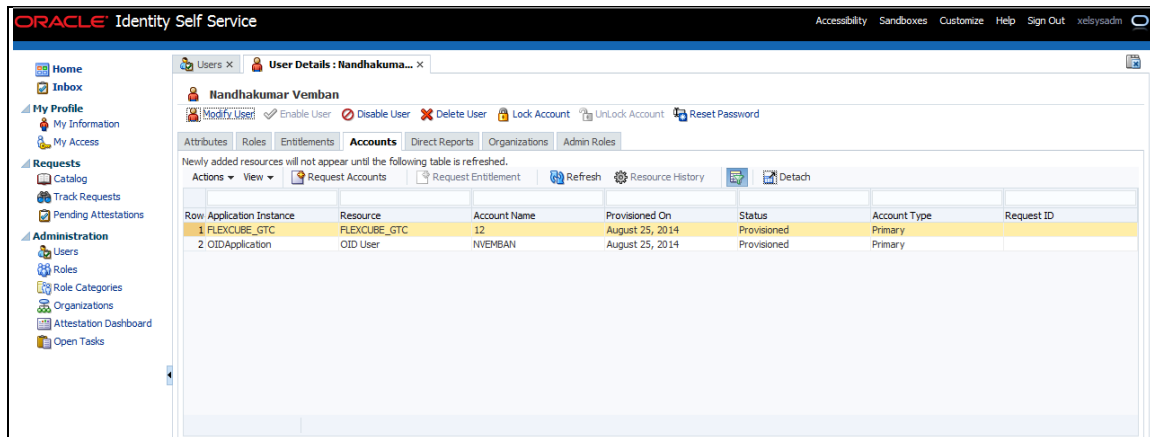 ORACLE® Identity Self Service
Accessibility Sandboxes Customize Help Sign Out xelsysadm
Home
Inbox
My Profile
My Information
My Access
Requests
Catalog
Track Requests
Pending Attestations
Administration
Users
Roles
Role Categories
Organizations
Attestation Dashboard
Open Tasks
Users × User Details : Nandhakuma... ×
Nandhakumar Vemban
Modify User Enable User Disable User Delete User Lock Account UnLock Account Reset Password
Attributes Roles Entitlements Accounts Direct Reports Organizations Admin Roles
Newly added resources will not appear until the following table is refreshed.
Actions View Request Accounts Request Entitlement Refresh Resource History Detach
Row Application Instance Resource Account Name Provisioned On Status Account Type Request ID
1 FLEXCUBE_GTC FLEXCUBE_GTC 12 August 25, 2014 Provisioned Primary
2 OIDApplication OID User NVEMBAN August 25, 2014 Provisioned Primary